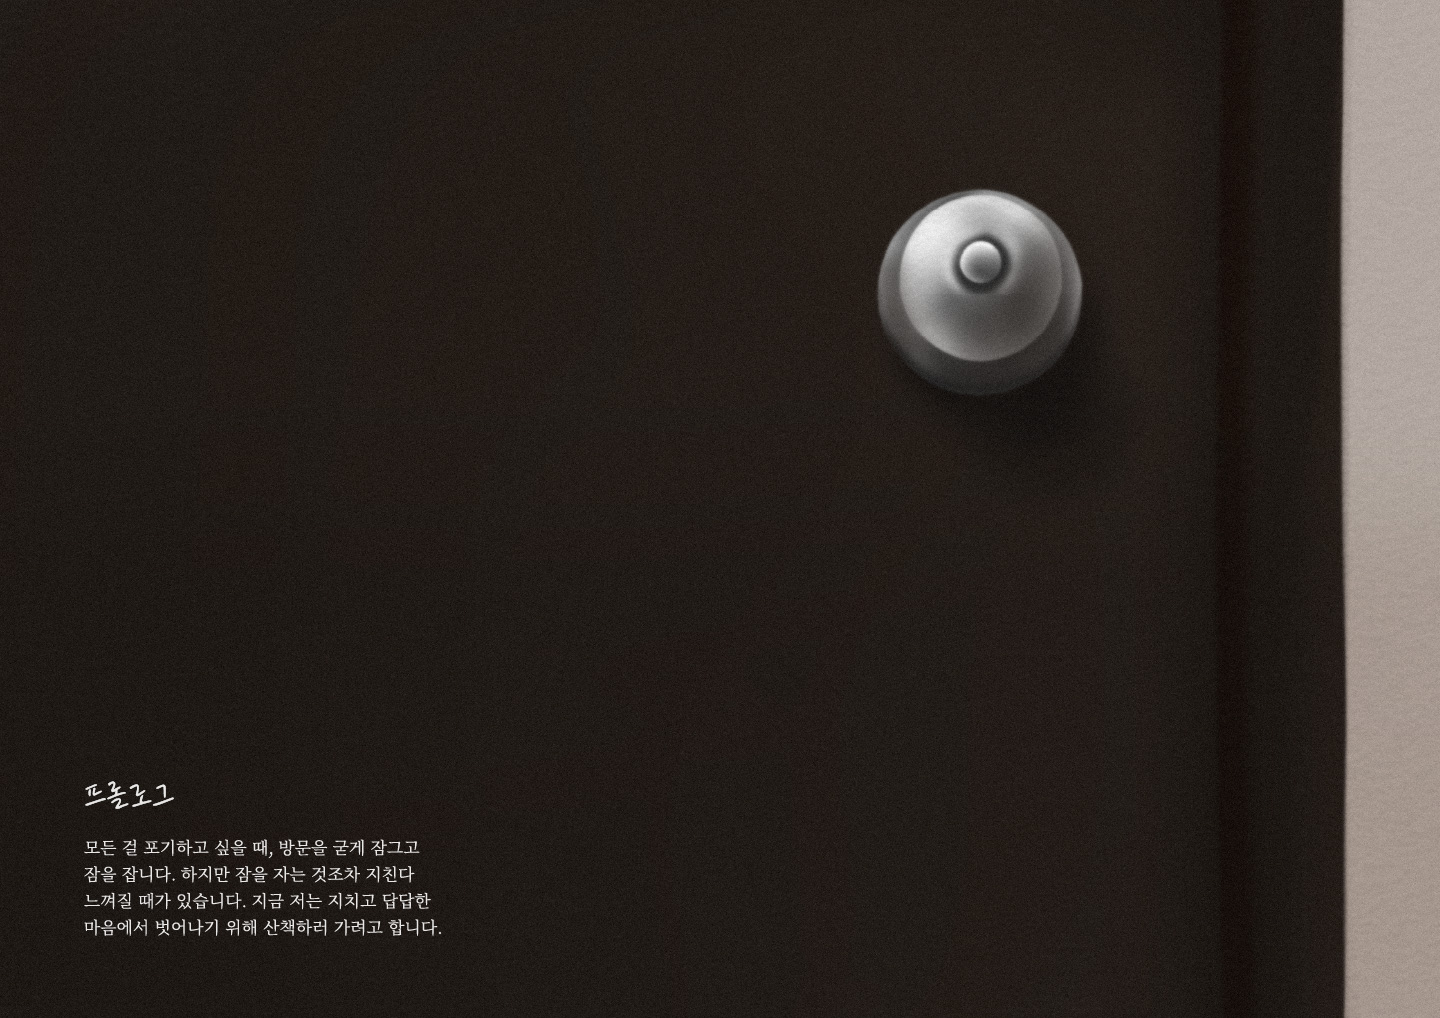 프롤로그
모든 걸 포기하고 싶을 때, 방문을 굳게 잠그고
잠을 잡니다. 하지만 잠을 자는 것조차 지친다
느껴질 때가 있습니다. 지금 저는 지치고 답답한
마음에서 벗어나기 위해 산책하러 가려고 합니다.